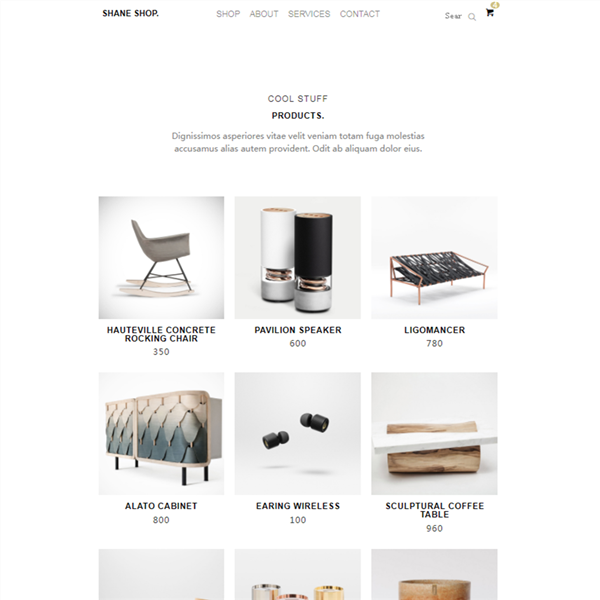 SHANE SHOP.
SHOP ABOUT SERVICES CONTACT
Sear
4
COOL STUFF
PRODUCTS.
Dignissimos asperiores vitae velit veniam totam fuga molestias
accusamus alias autem provident. Odit ab aliquam dolor eius.
HAUTEVILLE CONCRETE
ROCKING CHAIR
350
PAVILION SPEAKER
600
LIGOMANCER
780
ALATO CABINET
800
EARING WIRELESS
100
SCULPTURAL COFFEE
TABLE
960